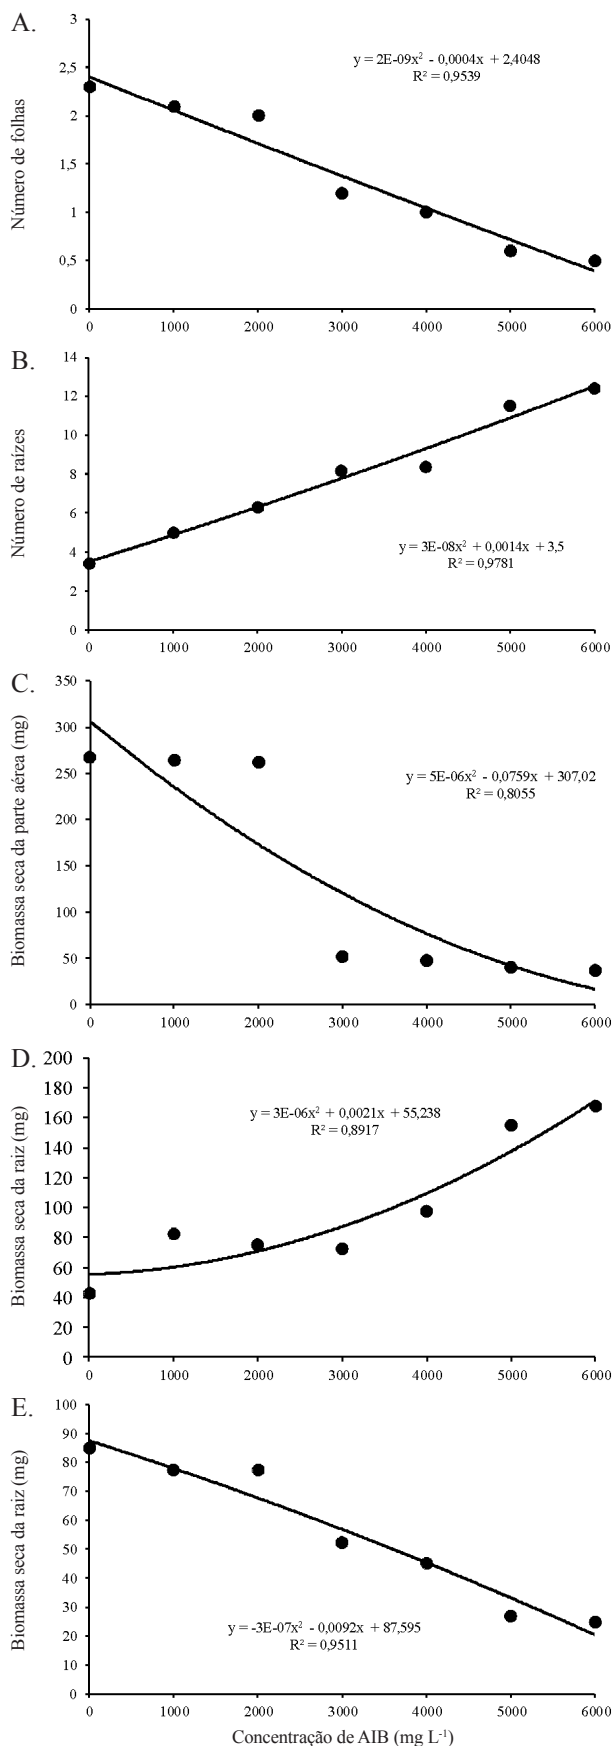 A.
3
2,5
2
1,5
1
0,5
0
Número de folhas
y = 2E-09x² - 0,0004x + 2,4048
R² = 0,9539
0 1000 2000 3000 4000 5000 6000
B.
14
12
10
8
6
4
2
0
Número de raízes
y = 3E-08x² + 0,0014x + 3,5
R² = 0,9781
0 1000 2000 3000 4000 5000 6000
C.
350
300
250
200
150
100
50
0
Biomassa seca da parte aérea (mg)
y = 5E-06x² - 0,0759x + 307,02
R² = 0,8055
0 1000 2000 3000 4000 5000 6000
D.
200
180
160
140
120
100
80
60
40
20
0
Biomassa seca da raiz (mg)
y = 3E-06x² + 0,0021x + 55,238
R² = 0,8917
0 1000 2000 3000 4000 5000 6000
E.
100
90
80
70
60
50
40
30
20
10
0
Biomassa seca da raiz (mg)
y = -3E-07x² - 0,0092x + 87,595
R² = 0,9511
0 1000 2000 3000 4000 5000 6000
Concentração de AIB (mg L⁻¹)